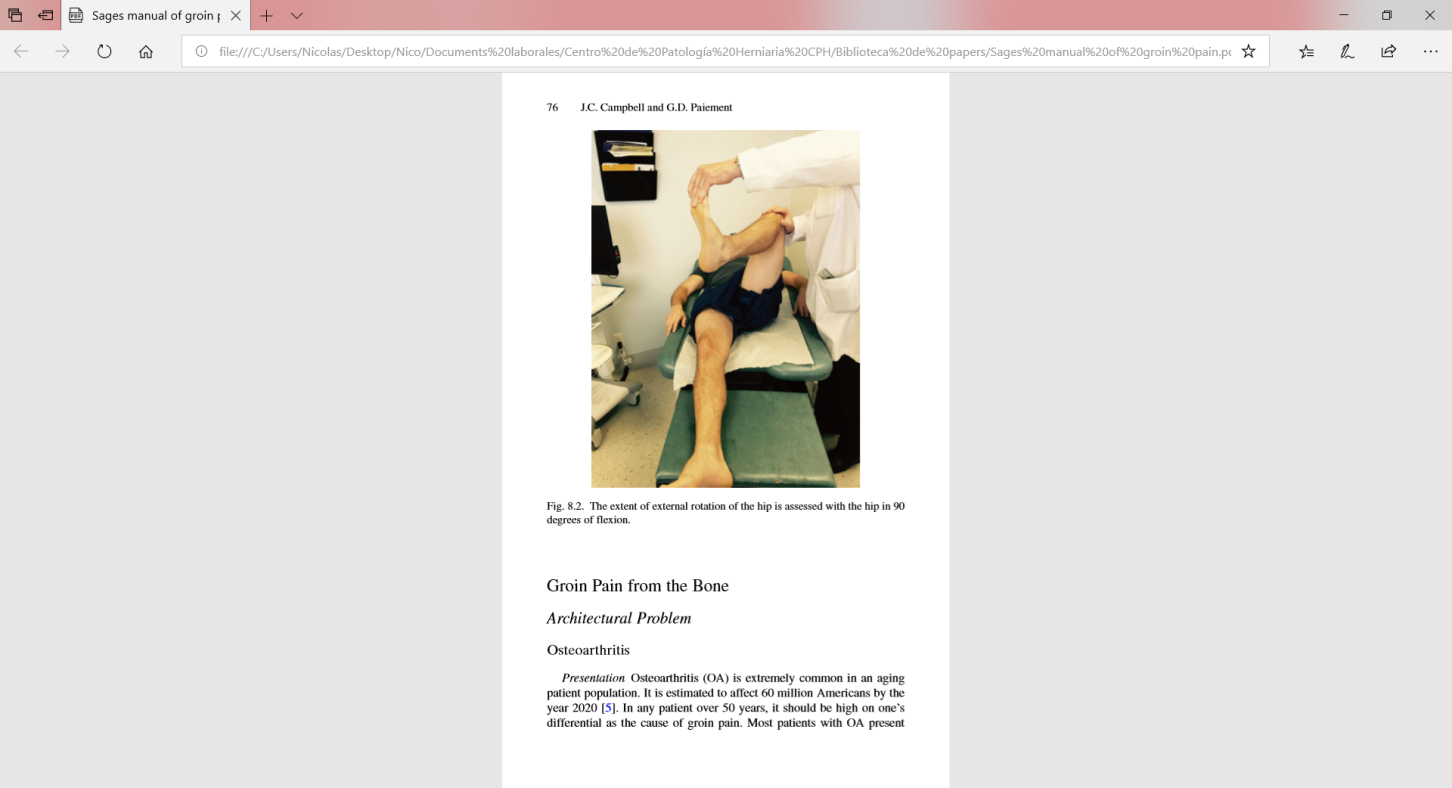 Sages manual of groin p
file:///C:/Users/Nicolas/Desktop/Nico/Documents%20laborales/Centro%20de%20Patología%20Herniaria%20CPH/Biblioteca%20de%20papers/Sages%20manual%20of%20groin%20pain.pc
76 J.C. Campbell and G.D. Paiement
Fig. 8.2. The extent of external rotation of the hip is assessed with the hip in 90
degrees of flexion.
Groin Pain from the Bone
Architectural Problem
Osteoarthritis
Presentation Osteoarthritis (OA) is extremely common in an aging
patient population. It is estimated to affect 60 million Americans by the
year 2020 [5]. In any patient over 50 years, it should be high on one's
differential as the cause of groin pain. Most patients with OA present